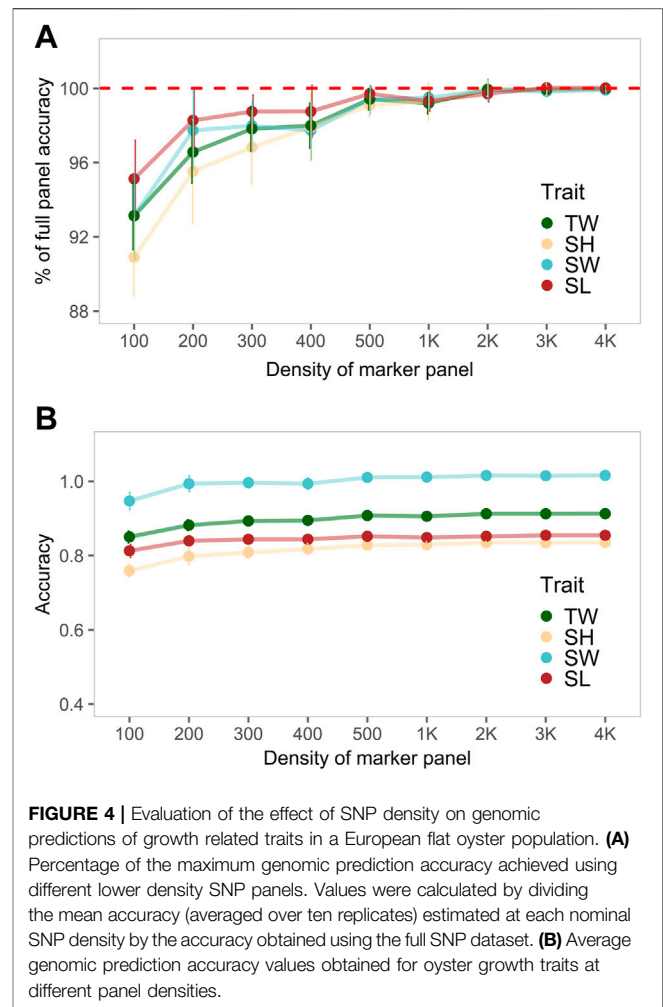 A
% of full panel accuracy
100
96
92
88
Trait
TW
SH
SW
SL
100 200 300 400 500 1K 2K 3K 4K
Density of marker panel
B
Accuracy
1.0
0.8
0.6
0.4
Trait
TW
SH
SW
SL
100 200 300 400 500 1K 2K 3K 4K
Density of marker panel
FIGURE 4 | Evaluation of the effect of SNP density on genomic
predictions of growth related traits in a European flat oyster population. (A)
Percentage of the maximum genomic prediction accuracy achieved using
different lower density SNP panels. Values were calculated by dividing
the mean accuracy (averaged over ten replicates) estimated at each nominal
SNP density by the accuracy obtained using the full SNP dataset. (B) Average
genomic prediction accuracy values obtained for oyster growth traits at
different panel densities.